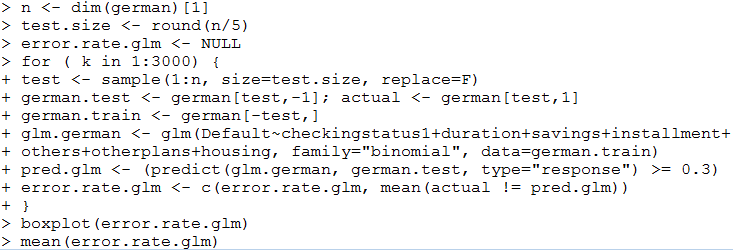 > n <- dim(german)[1]
> test.size <- round(n/5)
> error.rate.glm <- NULL
> for ( k in 1:3000) {
+ test <- sample(1:n, size=test.size, replace=F)
+ german.test <- german[test,-1]; actual <- german[test,1]
+ german.train <- german[-test,]
+ glm.german <- glm(Default~checkingstatus1+duration+savings+installment+
+ others+otherplans+housing, family="binomial", data=german.train)
+ pred.glm <- (predict(glm.german, german.test, type="response") >= 0.3)
+ error.rate.glm <- c(error.rate.glm, mean(actual != pred.glm))
+ }
> boxplot(error.rate.glm)
> mean(error.rate.glm)